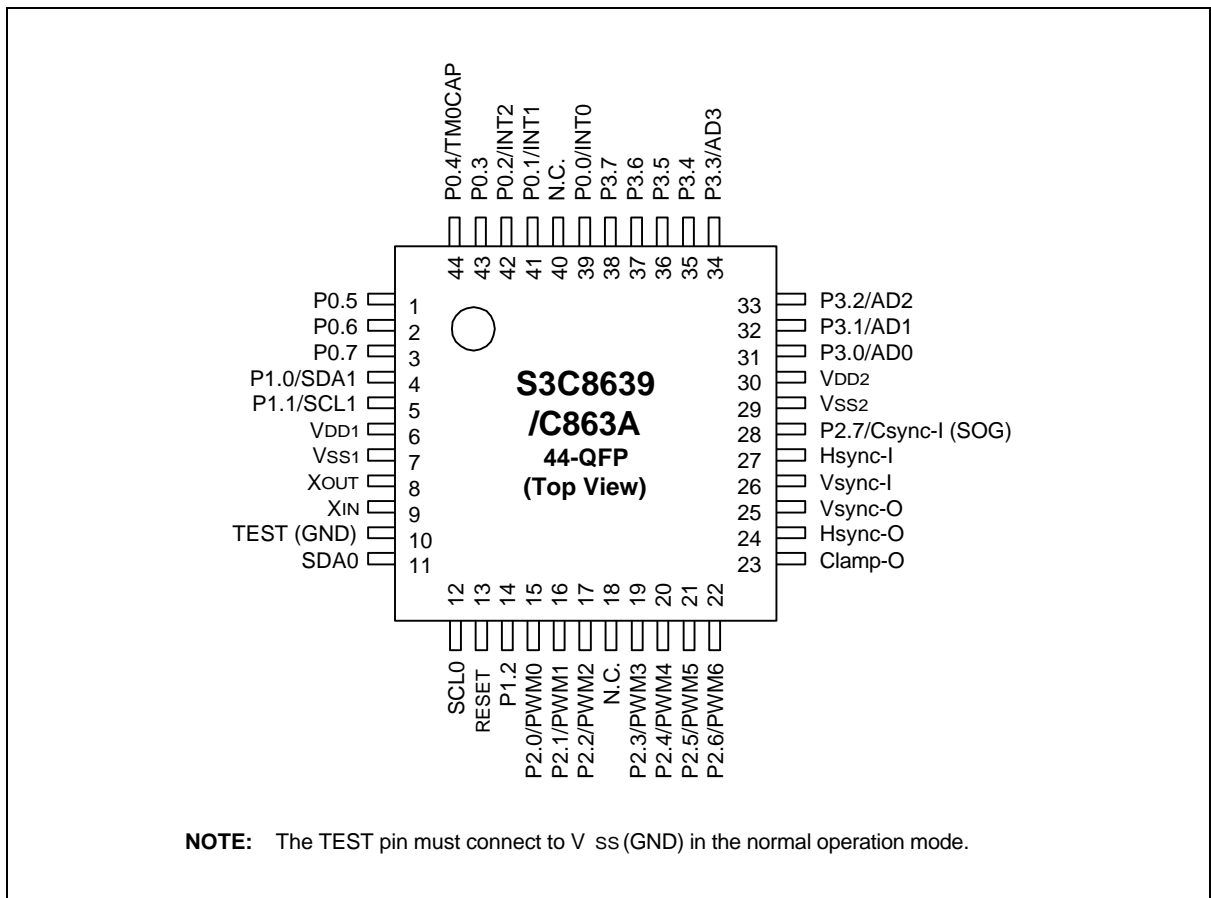 P0.4/TM0CAP
P0.3
P0.2/INT2
P0.1/INT1
N.C.
P0.0/INT0
P3.7
P3.6
P3.5
P3.4
P3.3/AD3
44
43
42
41
40
39
38
37
36
35
34
P0.5 1
P0.6 2
P0.7 3
P1.0/SDA1 4
P1.1/SCL1 5
VDD1 6
VSS1 7
XOUT 8
XIN 9
TEST (GND) 10
SDA0 11
S3C8639
/C863A
44-QFP
(Top View)
33 P3.2/AD2
32 P3.1/AD1
31 P3.0/AD0
30 VDD2
29 VSS2
28 P2.7/Csync-I (SOG)
27 Hsync-I
26 Vsync-I
25 Vsync-O
24 Hsync-O
23 Clamp-O
12
13
14
15
16
17
18
19
20
21
22
SCL0
RESET
P1.2
P2.0/PWM0
P2.1/PWM1
P2.2/PWM2
N.C.
P2.3/PWM3
P2.4/PWM4
P2.5/PWM5
P2.6/PWM6
NOTE: The TEST pin must connect to V SS (GND) in the normal operation mode.